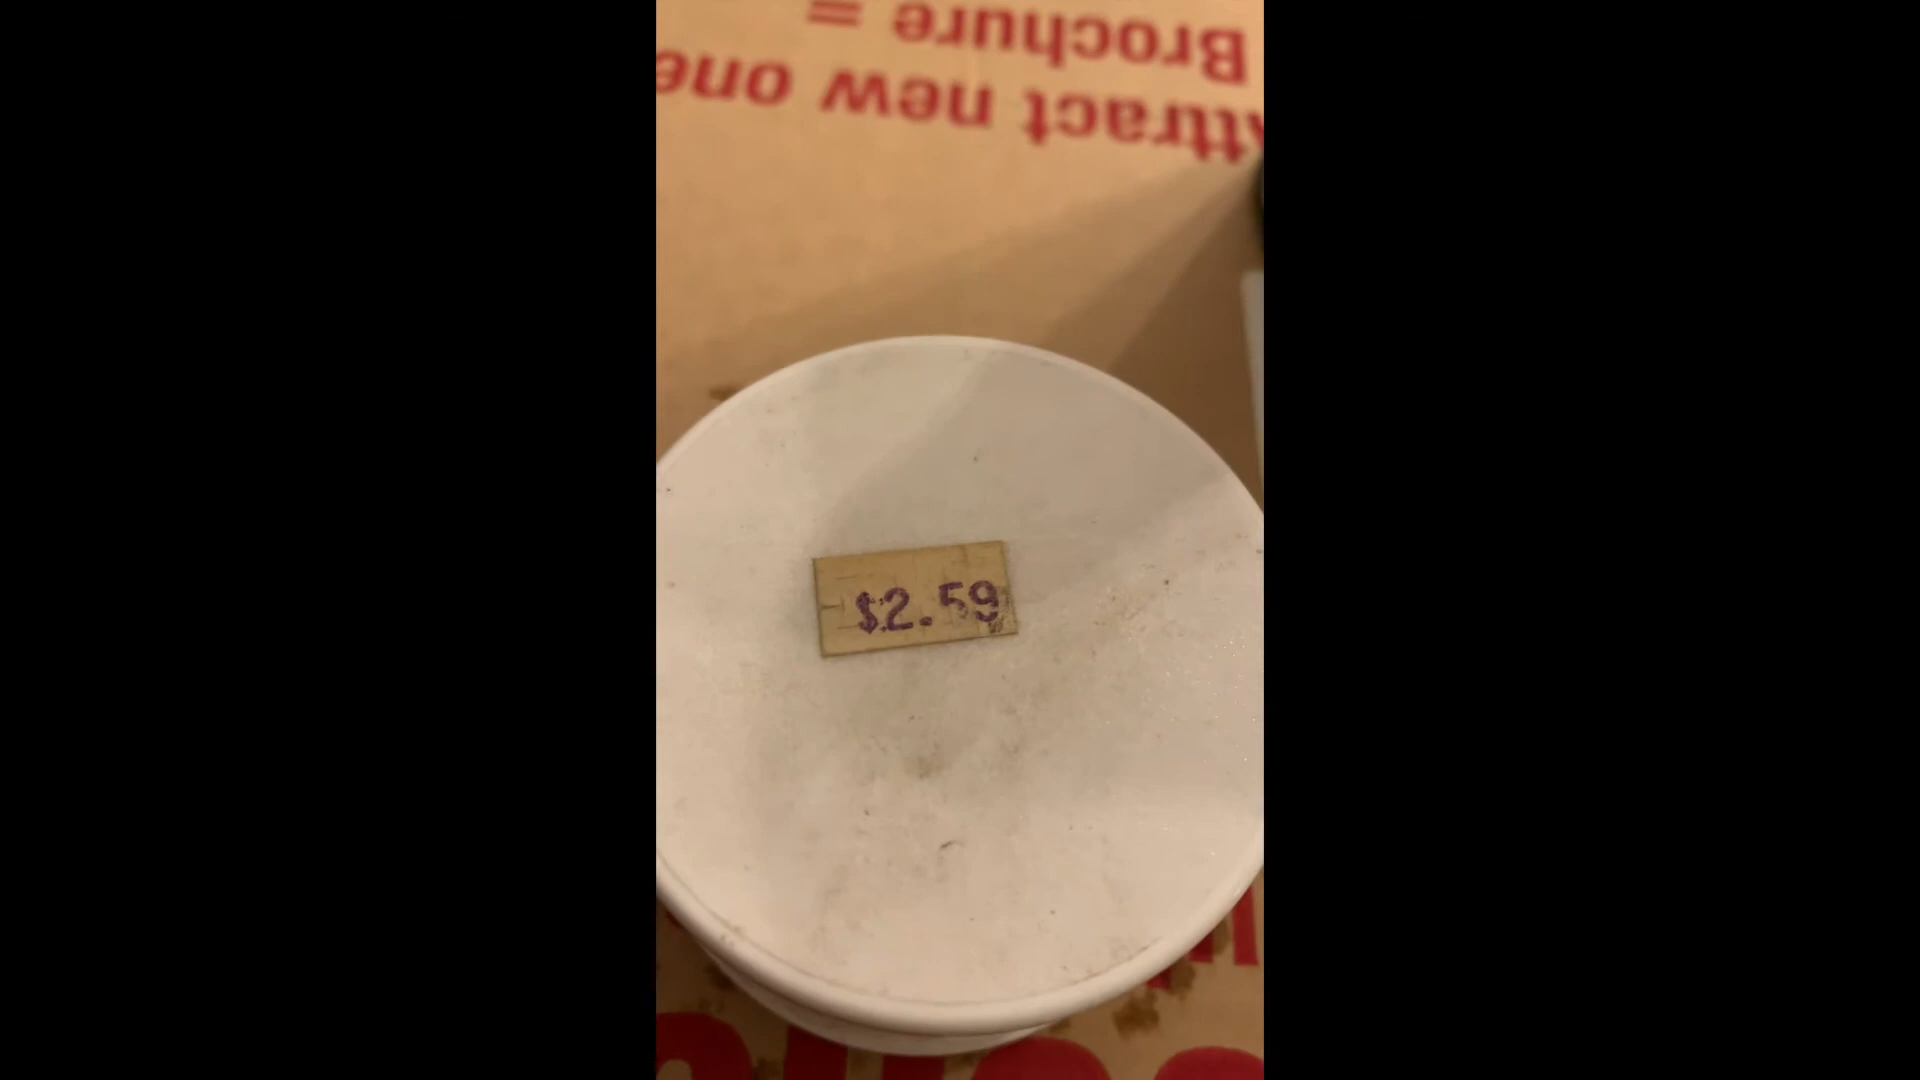 attract new one
Brochure =
$2.59